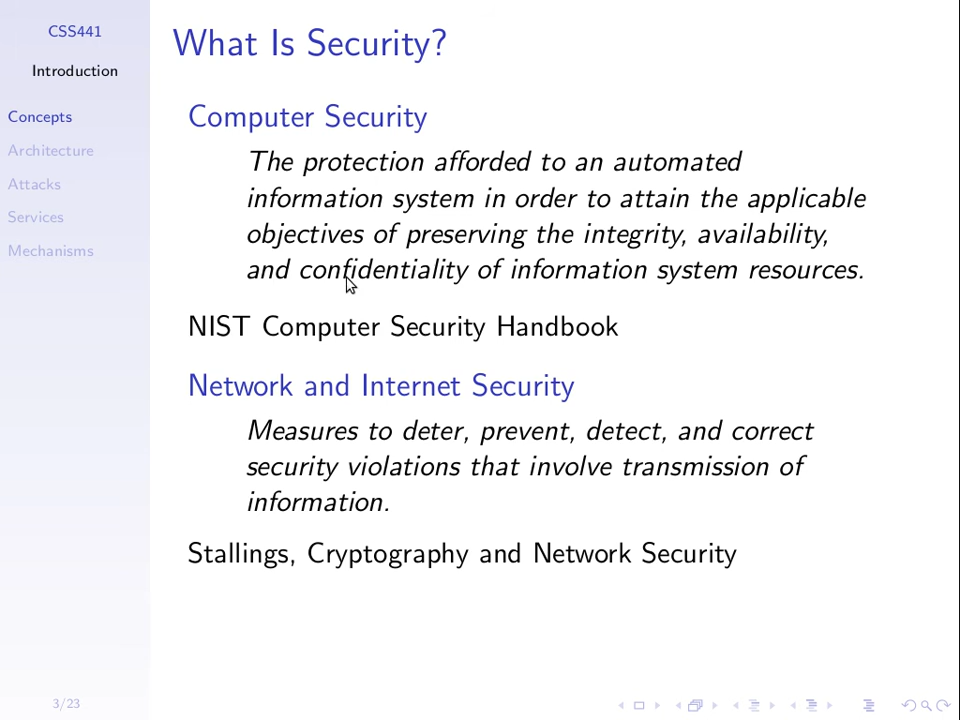 CSS441
Introduction
Concepts
Architecture
Attacks
Services
Mechanisms
3/23
What Is Security?
Computer Security
The protection afforded to an automated
information system in order to attain the applicable
objectives of preserving the integrity, availability,
and confidentiality of information system resources.
NIST Computer Security Handbook
Network and Internet Security
Measures to deter, prevent, detect, and correct
security violations that involve transmission of
information.
Stallings, Cryptography and Network Security